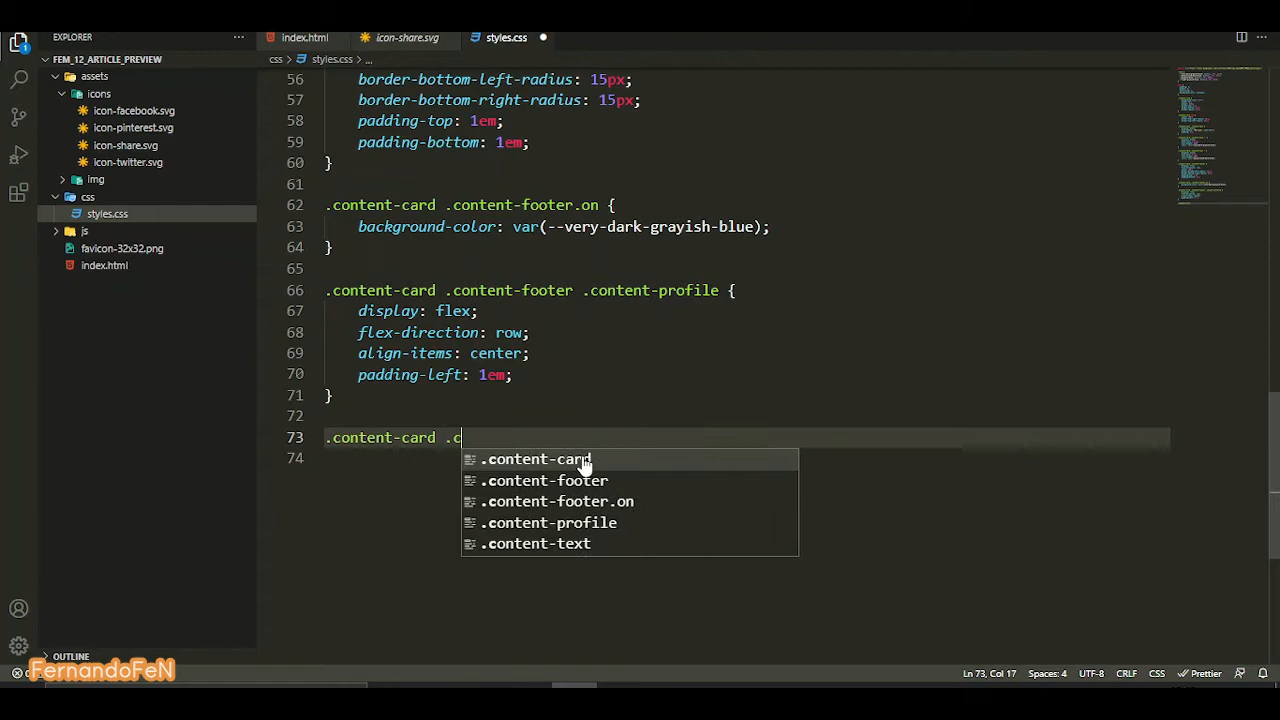 EXPLORER
index.html
icon-share.svg
styles.css
FEM_12_ARTICLE_PREVIEW
css
styles.css
...
assets
icons
icon-facebook.svg
icon-pinterest.svg
icon-share.svg
icon-twitter.svg
img
css
styles.css
js
favicon-32x32.png
index.html
56 border-bottom-left-radius: 15px;
57 border-bottom-right-radius: 15px;
58 padding-top: 1em;
59 padding-bottom: 1em;
60 }
61
62 .content-card .content-footer.on {
63 background-color: var(--very-dark-grayish-blue);
64 }
65
66 .content-card .content-footer .content-profile {
67 display: flex;
68 flex-direction: row;
69 align-items: center;
70 padding-left: 1em;
71 }
72
73 .content-card .c
74
.content-card
.content-footer
.content-footer.on
.content-profile
.content-text
OUTLINE
FernandoFeN
Ln 73, Col 17 Spaces: 4 UTF-8 CRLF CSS Prettier